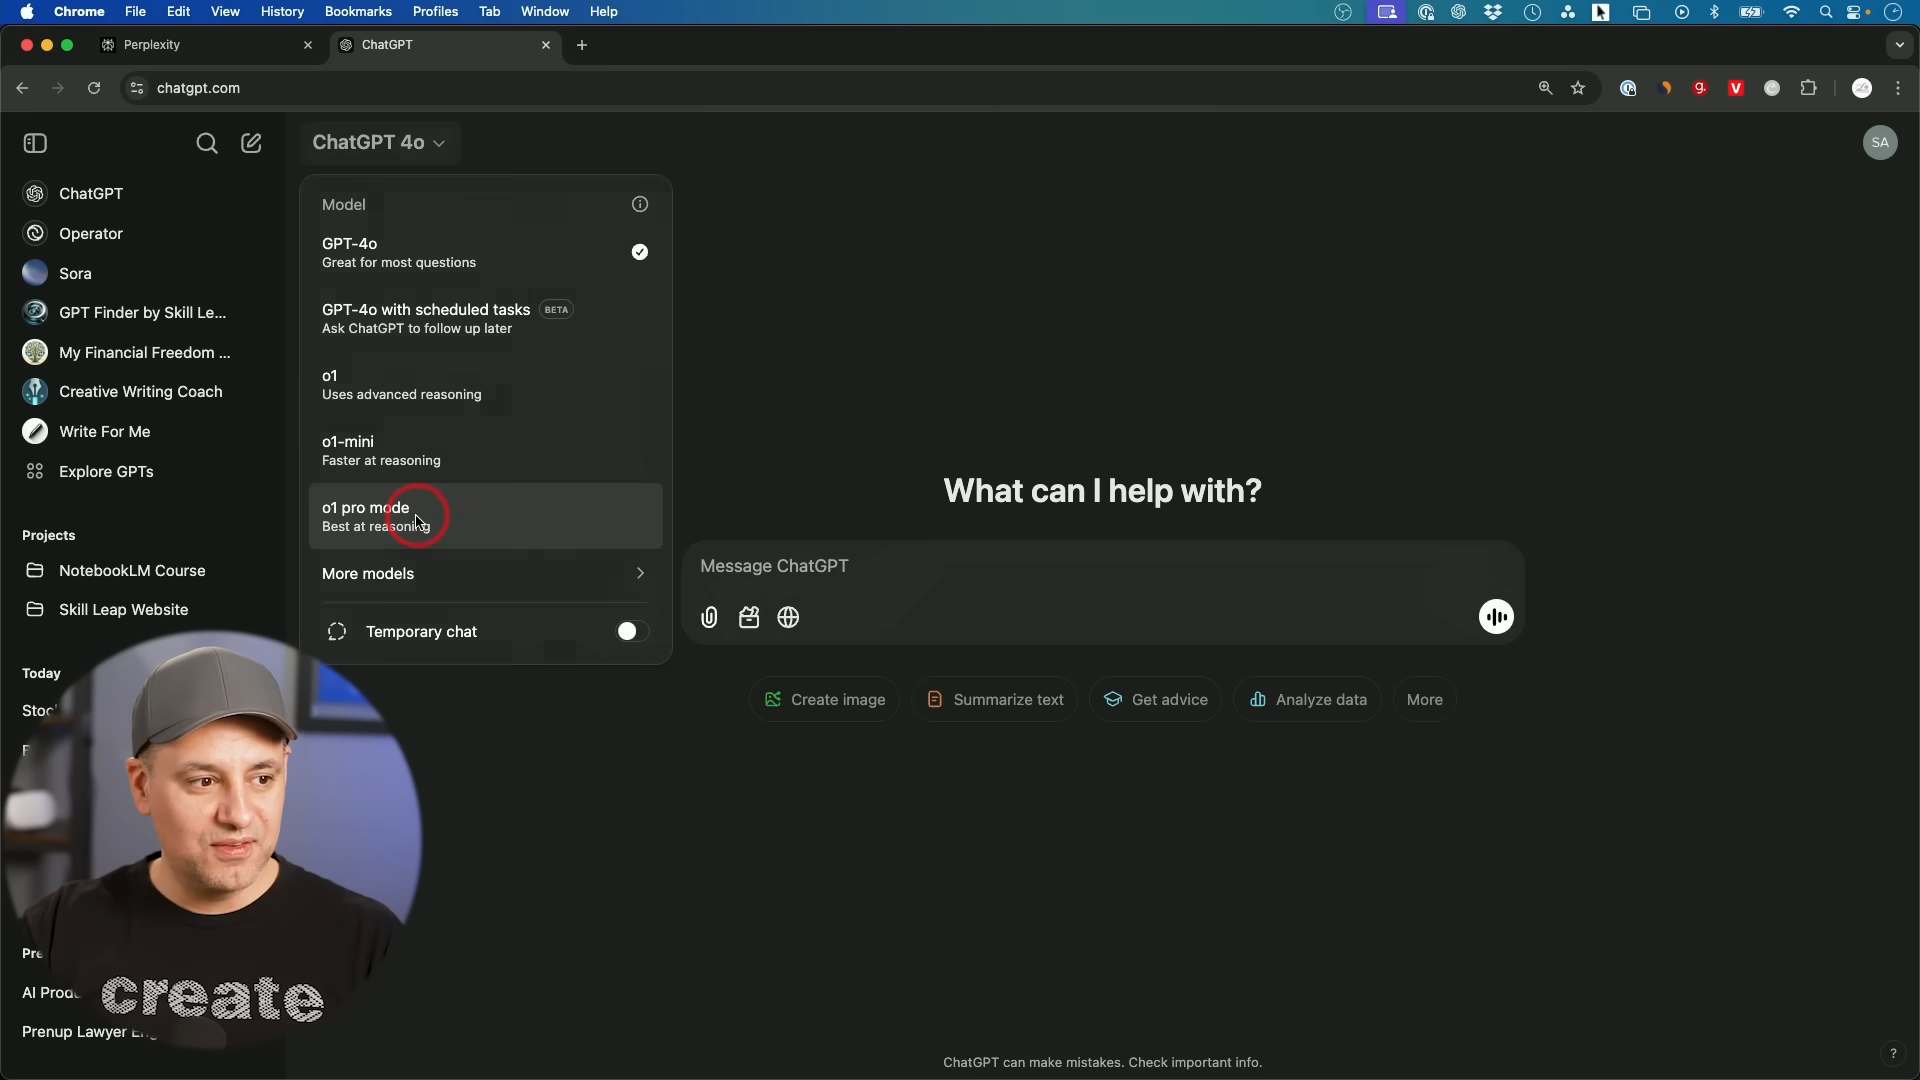 Chrome File Edit View History Bookmarks Profiles Tab Window Help
Perplexity
ChatGPT
chatgpt.com
ChatGPT 4o
SA
ChatGPT
Operator
Sora
GPT Finder by Skill Le...
My Financial Freedom ...
Creative Writing Coach
Write For Me
Explore GPTs
Projects
NotebookLM Course
Skill Leap Website
Today
Model
GPT-4o
Great for most questions
GPT-4o with scheduled tasks BETA
Ask ChatGPT to follow up later
o1
Uses advanced reasoning
o1-mini
Faster at reasoning
o1 pro mode
Best at reasoning
More models
Temporary chat
What can I help with?
Message ChatGPT
Create image
Summarize text
Get advice
Analyze data
More
AI
Prenup Lawyer
create
ChatGPT can make mistakes. Check important info.
?